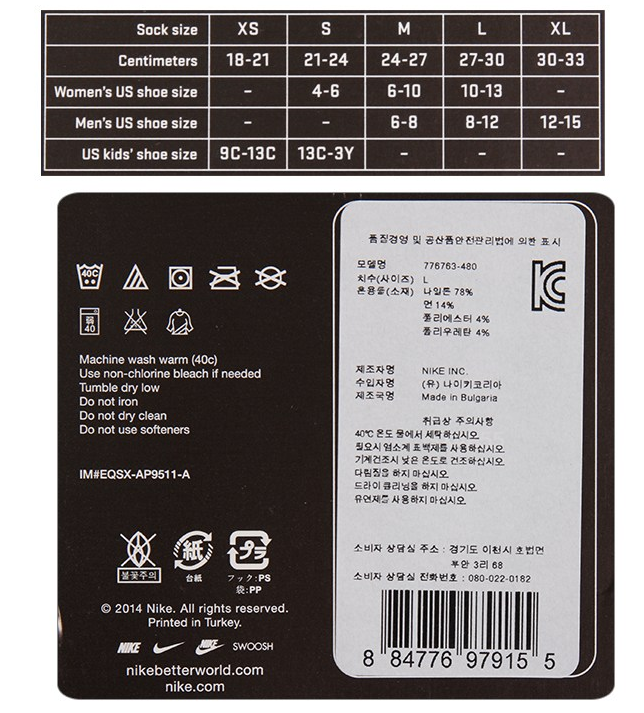 Sock size XS S M L XL
Centimeters 18-21 21-24 24-27 27-30 30-33
Women's US shoe size – 4-6 6-10 10-13 –
Men's US shoe size – – 6-8 8-12 12-15
US kids' shoe size 9C-13C 13C-3Y – – –
40C
弱
40
Machine wash warm (40c)
Use non-chlorine bleach if needed
Tumble dry low
Do not iron
Do not dry clean
Do not use softeners
IM#EQSX-AP9511-A
불꽃주의
紙
台紙
プラ
フック:PS
袋:PP
© 2014 Nike. All rights reserved.
Printed in Turkey.
NIKE NIKE SWOOSH
nikebetterworld.com
nike.com
품질경영 및 공산품안전관리법에 의한 표시
모델명 776763-480
치수(사이즈) L
혼용률(소재) 나일론 78%
면 14%
폴리에스터 4%
폴리우레탄 4%
제조자명 NIKE INC.
수입자명 (유) 나이키코리아
제조국명 Made in Bulgaria
취급상 주의사항
40℃ 온도 물에서 세탁하십시오.
필요시 염소계 표백제를 사용하십시오.
기계건조시 낮은 온도로 건조하십시오.
다림질을 하지 마십시오.
드라이 클리닝을 하지 마십시오.
유연제를 사용하지 마십시오.
소비자 상담실 주소 : 경기도 이천시 호법면
부안 3리 68
소비자 상담실 전화번호 : 080-022-0182
8 84776 97915 5